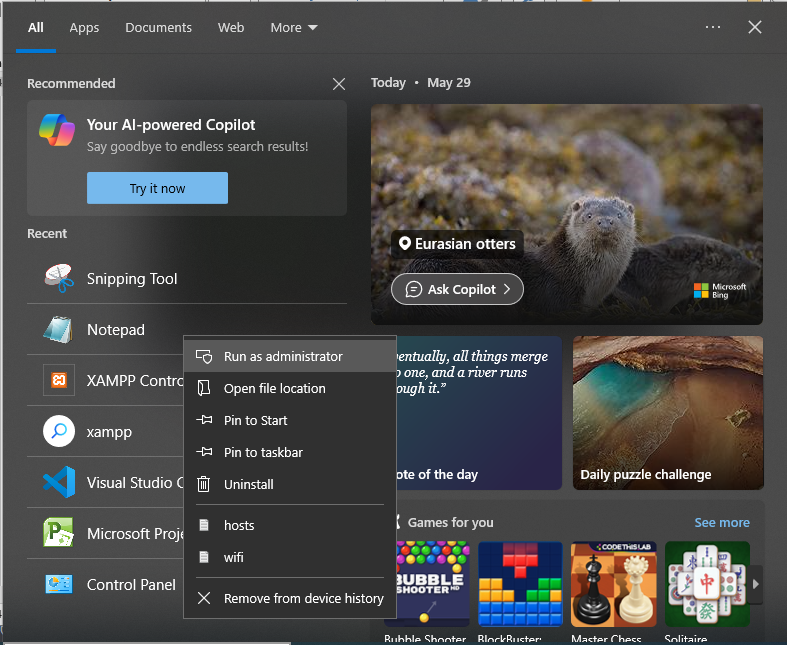 All
Apps
Documents
Web
More
Recommended
Your AI-powered Copilot
Say goodbye to endless search results!
Try it now
Recent
Snipping Tool
Notepad
XAMPP Contro
xampp
Visual Studio C
Microsoft Proje
Control Panel
Run as administrator
Open file location
Pin to Start
Pin to taskbar
Uninstall
hosts
wifi
Remove from device history
Today • May 29
Eurasian otters
Ask Copilot
Microsoft
Bing
entually, all things merge
one, and a river runs
ough it.”
ote of the day
Daily puzzle challenge
Games for you
See more
BUBBLE
SHOOTER HD
CODETHISLAB
中
發
Bubble Shooter
BlockBuster:
Master Chess
Solitaire